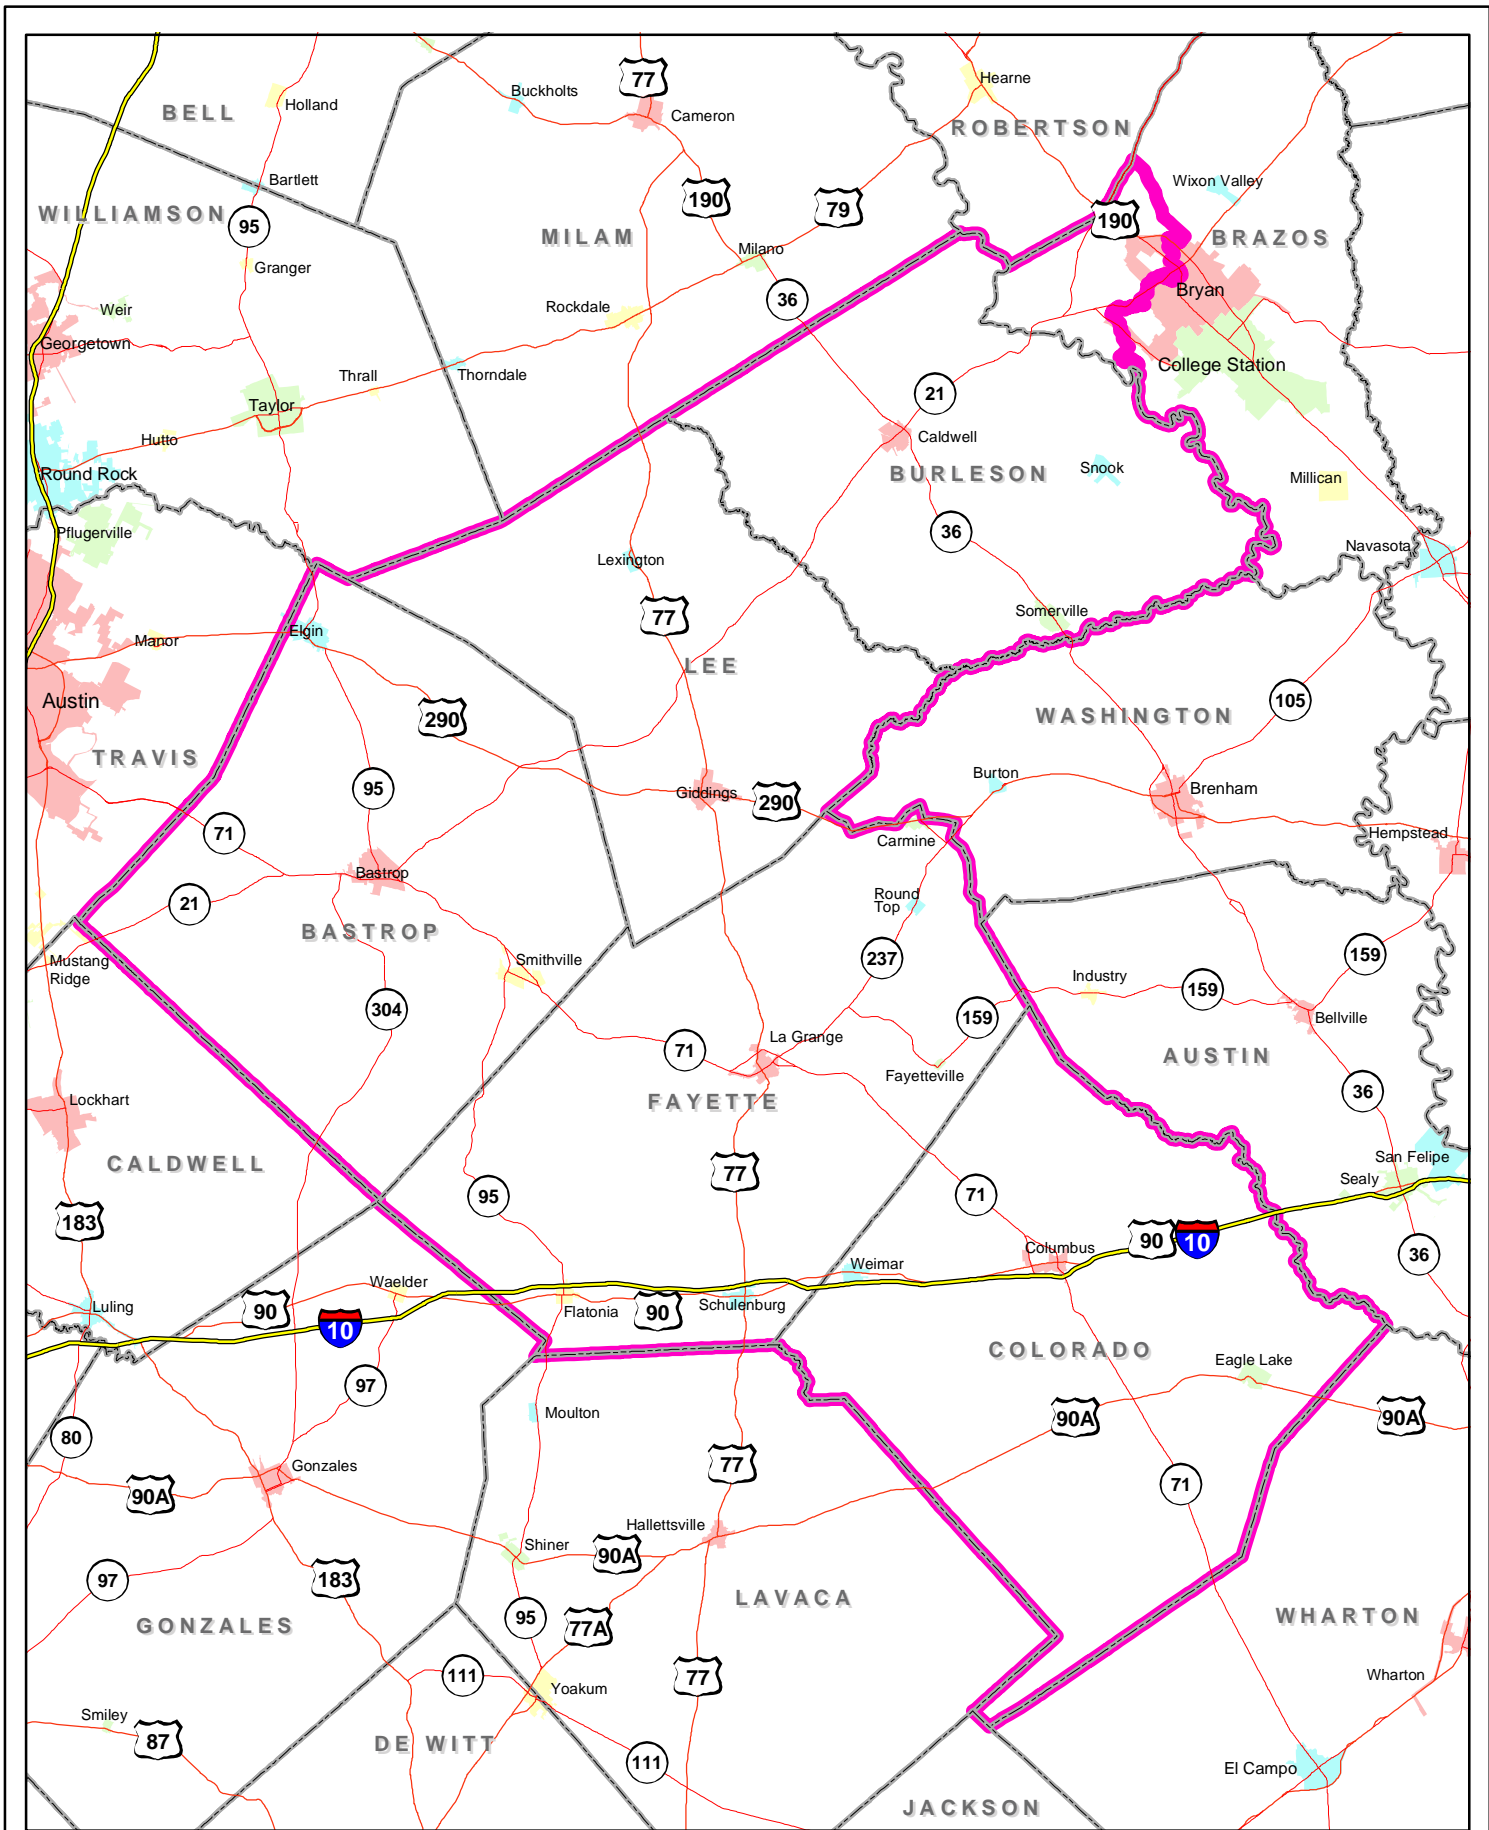 77
Hearne
Buckholts
BELL
Holland
Cameron
ROBERTSON
Bartlett
Wixon Valley
WILLIAMSON
95
190
79
190
MILAM
BRAZOS
Milano
Granger
Bryan
36
Weir
Rockdale
Georgetown
College Station
Thrall
Thorndale
21
Taylor
Hutto
Caldwell
BURLESON
Snook
Round Rock
Millican
Pflugerville
36
Navasota
Lexington
Somerville
77
Elgin
Manor
LEE
Austin
290
105
WASHINGTON
TRAVIS
Burton
95
Brenham
Giddings
290
71
Carmine
Hempstead
Bastrop
Round
Top
21
BASTROP
237
159
Mustang
Ridge
Smithville
Industry
159
304
159
Bellville
La Grange
71
AUSTIN
Fayetteville
36
Lockhart
FAYETTE
CALDWELL
San Felipe
77
Sealy
95
71
183
90
10
36
Columbus
Weimar
Waelder
Luling
90
Flatonia
90
Schulenburg
10
COLORADO
Eagle Lake
97
Moulton
90A
90A
80
Gonzales
77
71
90A
Hallettsville
Shiner
90A
97
183
LAVACA
95
WHARTON
GONZALES
77A
111
77
Wharton
Yoakum
Smiley
87
DE WITT
111
El Campo
JACKSON